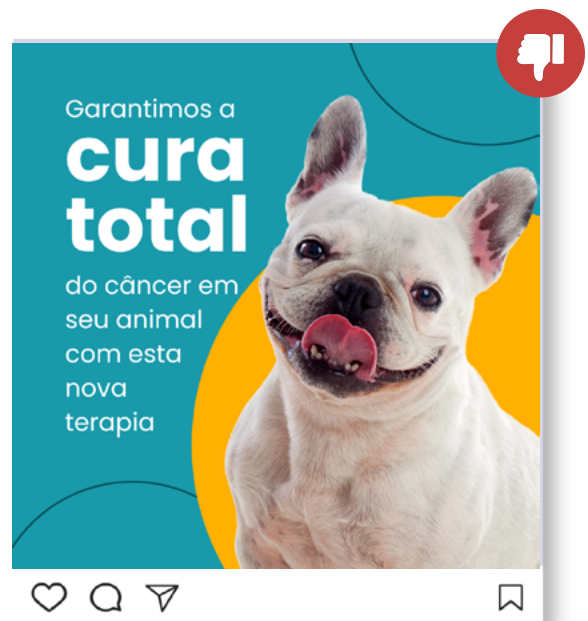 Garantimos a
cura
total
do câncer em
seu animal
com esta
nova
terapia